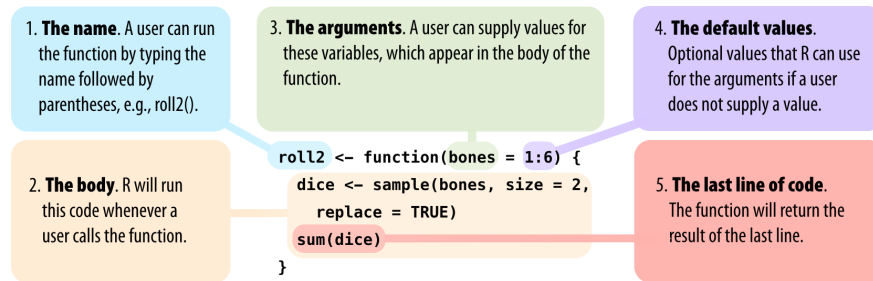 1. The name. A user can run
the function by typing the
name followed by
parentheses, e.g., roll2().
3. The arguments. A user can supply values for
these variables, which appear in the body of the
function.
4. The default values.
Optional values that R can use
for the arguments if a user
does not supply a value.
2. The body. R will run
this code whenever a
user calls the function.
roll2 <- function(bones = 1:6) {
dice <- sample(bones, size = 2,
replace = TRUE)
sum(dice)
}
5. The last line of code.
The function will return the
result of the last line.